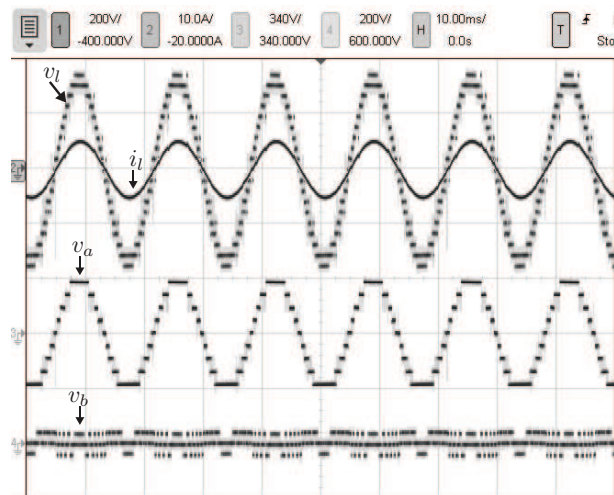 1 200V/ 2 10.0A/ 3 340V/ 4 200V/ H 10.00ms/ T
-400.000V -20.0000A 340.000V 600.000V 0.0s Sto
v_l
i_l
v_a
v_b